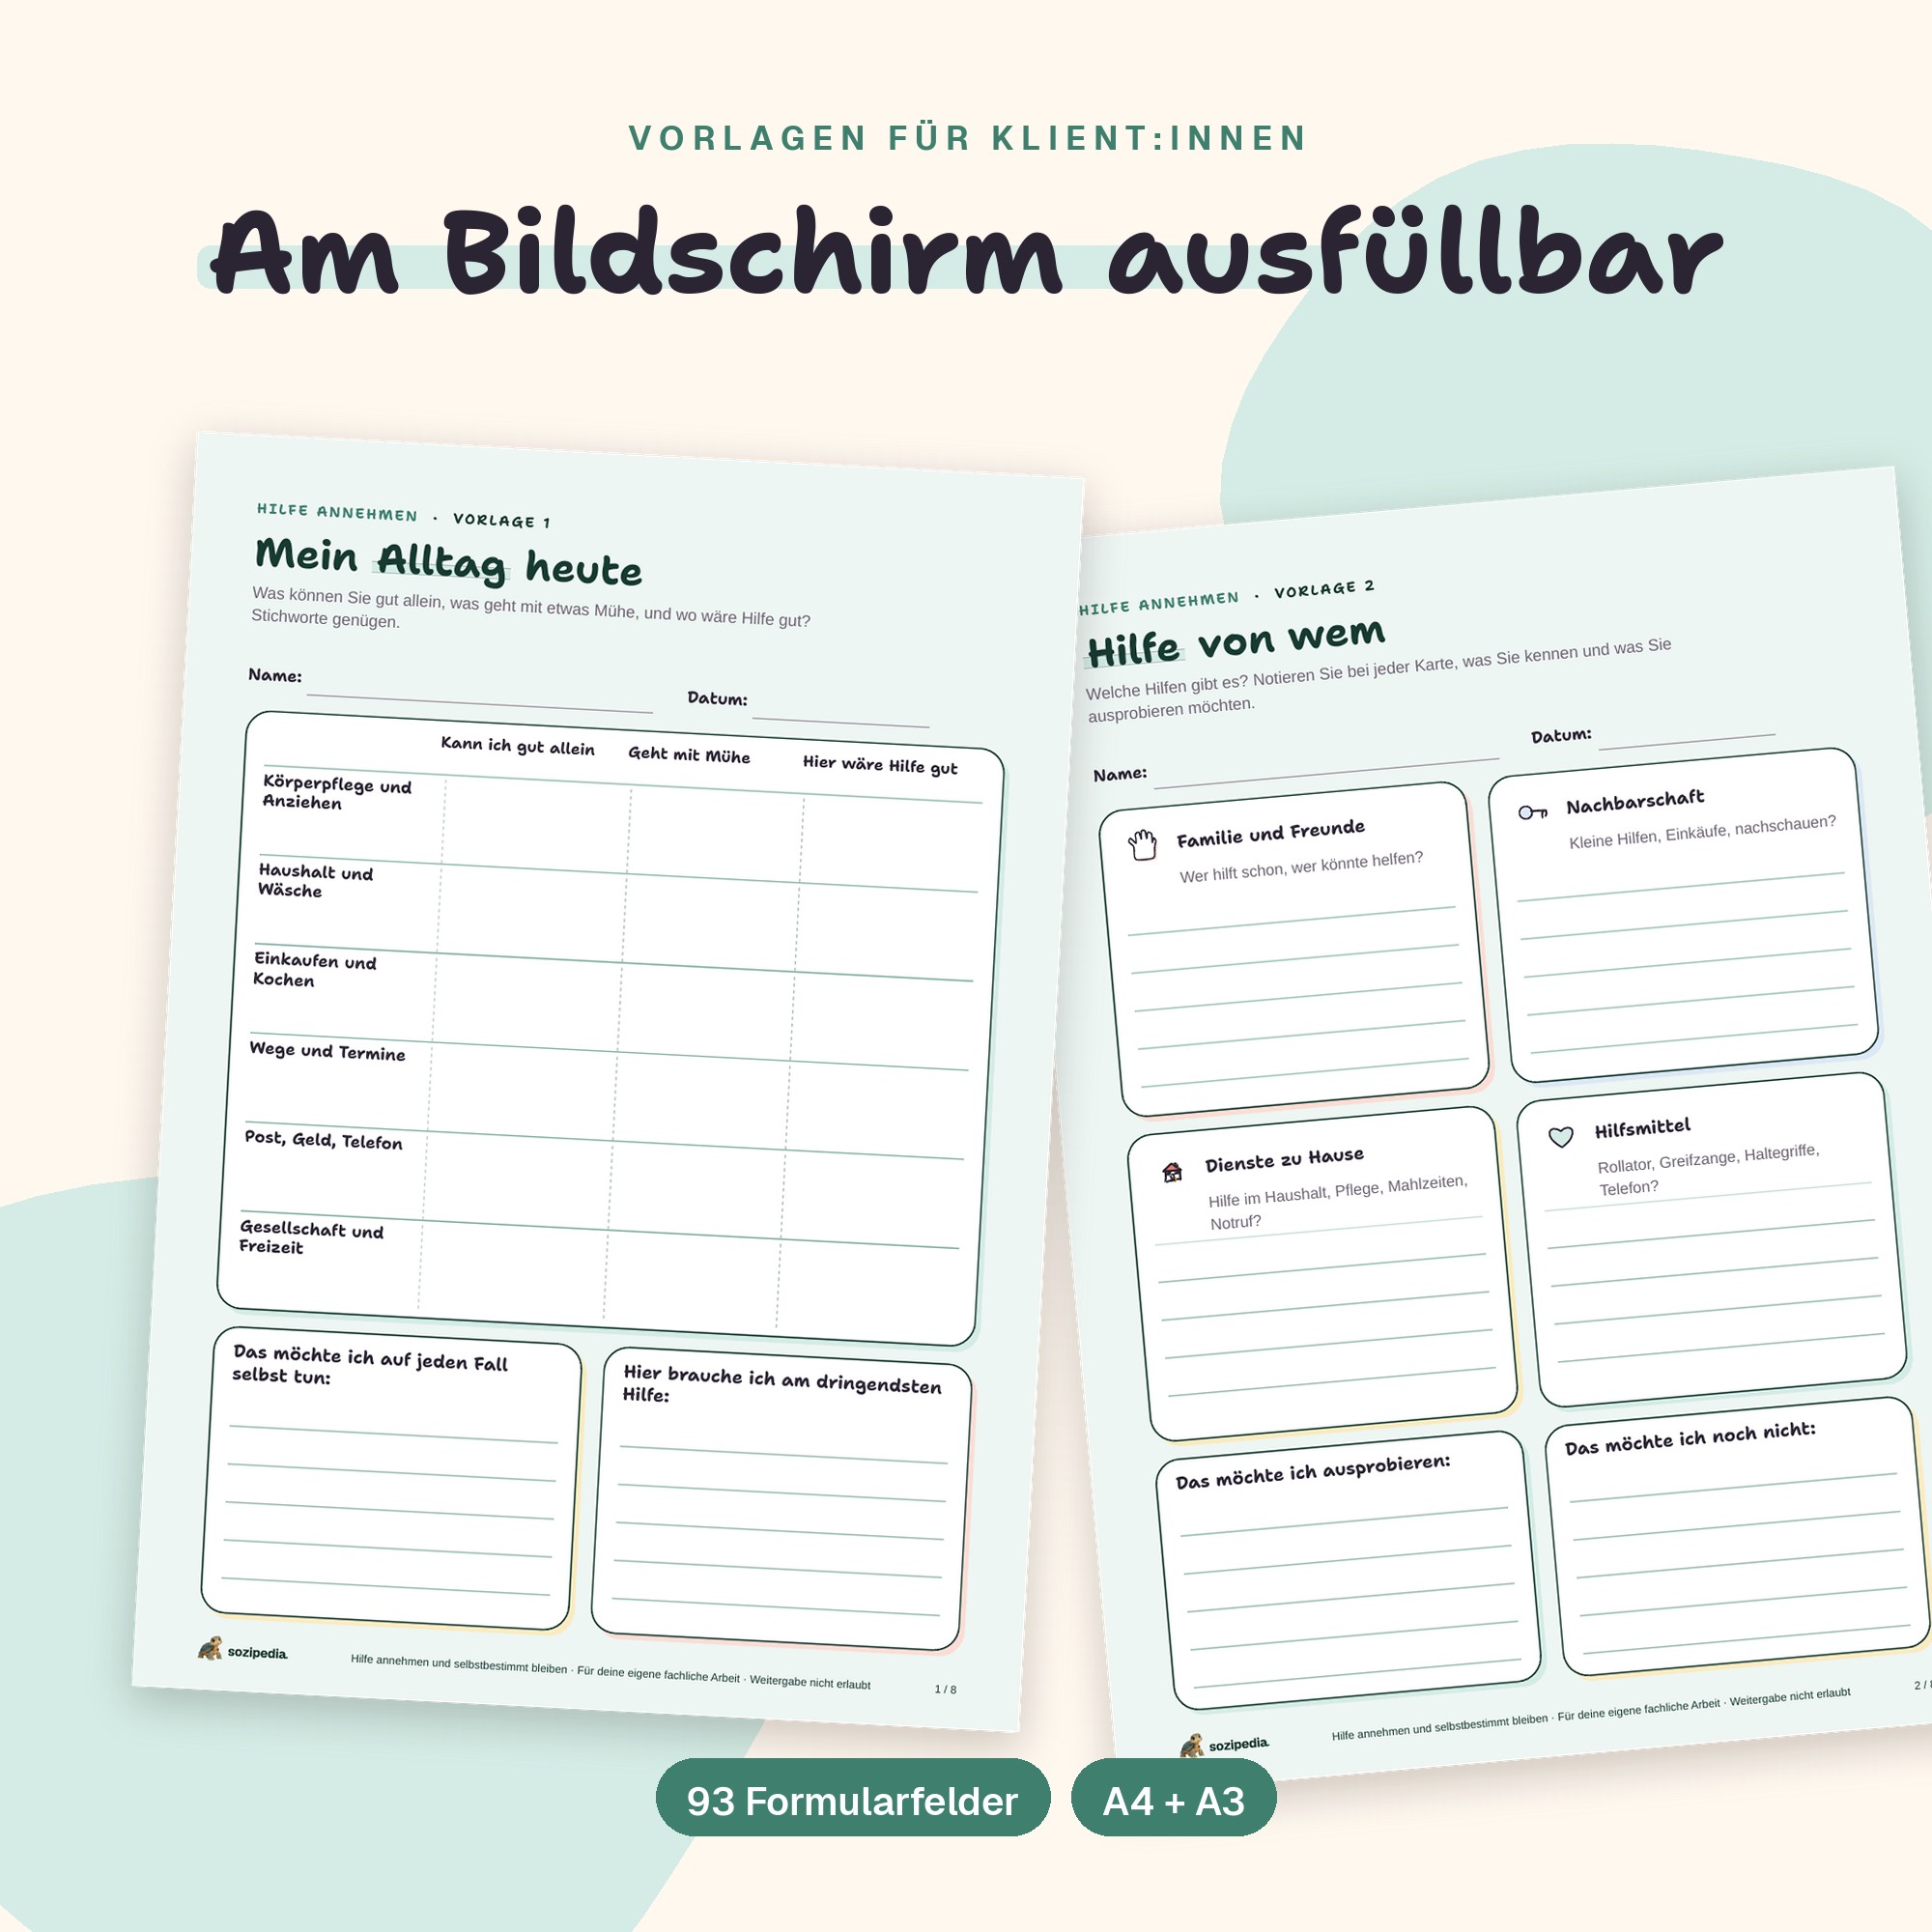 VORLAGEN FÜR KLIENT:INNEN
Am Bildschirm ausfüllbar
HILFE ANNEHMEN · VORLAGE 1
Mein Alltag heute
Was können Sie gut allein, was geht mit etwas Mühe, und wo wäre Hilfe gut?
Stichworte genügen.
Name:
Datum:
Kann ich gut allein
Geht mit Mühe
Hier wäre Hilfe gut
Körperpflege und
Anziehen
Haushalt und
Wäsche
Einkaufen und
Kochen
Wege und Termine
Post, Geld, Telefon
Gesellschaft und
Freizeit
Das möchte ich auf jeden Fall
selbst tun:
Hier brauche ich am dringendsten
Hilfe:
sozipedia.
Hilfe annehmen und selbstbestimmt bleiben · Für deine eigene fachliche Arbeit · Weitergabe nicht erlaubt
1 / 8
HILFE ANNEHMEN · VORLAGE 2
Hilfe von wem
Welche Hilfen gibt es? Notieren Sie bei jeder Karte, was Sie kennen und was Sie
ausprobieren möchten.
Name:
Datum:
Familie und Freunde
Wer hilft schon, wer könnte helfen?
Nachbarschaft
Kleine Hilfen, Einkäufe, nachschauen?
Dienste zu Hause
Hilfe im Haushalt, Pflege, Mahlzeiten,
Notruf?
Hilfsmittel
Rollator, Greifzange, Haltegriffe,
Telefon?
Das möchte ich ausprobieren:
Das möchte ich noch nicht:
sozipedia.
Hilfe annehmen und selbstbestimmt bleiben · Für deine eigene fachliche Arbeit · Weitergabe nicht erlaubt
2 / 8
93 Formularfelder
A4 + A3